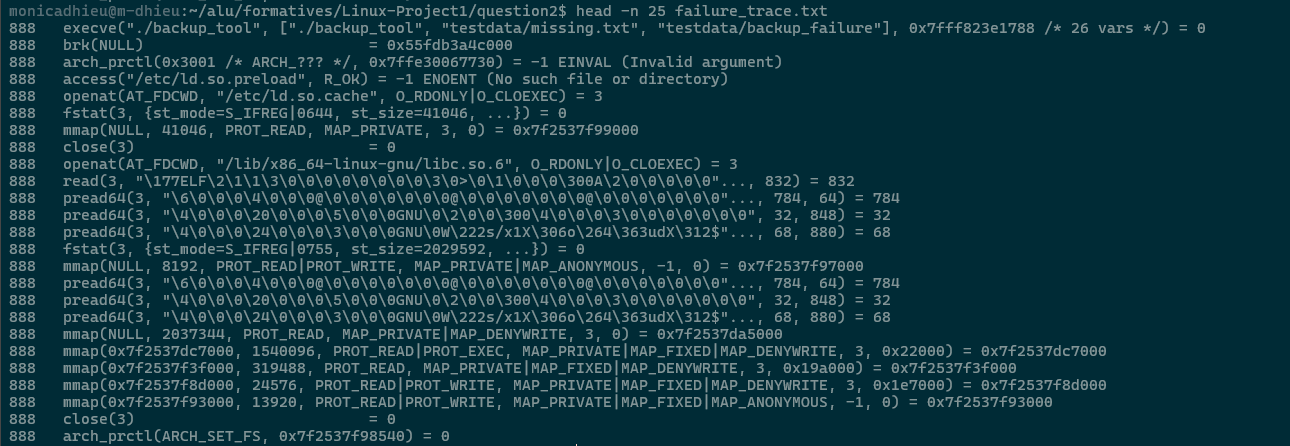 monicadhieu@m-dhieu:~/alu/formatives/Linux-Project1/question2$ head -n 25 failure_trace.txt
888   execve("./backup_tool", ["./backup_tool", "testdata/missing.txt", "testdata/backup_failure"], 0x7fff823e1788 /* 26 vars */) = 0
888   brk(NULL)                         = 0x55fdb3a4c000
888   arch_prctl(0x3001 /* ARCH_??? */, 0x7ffe30067730) = -1 EINVAL (Invalid argument)
888   access("/etc/ld.so.preload", R_OK) = -1 ENOENT (No such file or directory)
888   openat(AT_FDCWD, "/etc/ld.so.cache", O_RDONLY|O_CLOEXEC) = 3
888   fstat(3, {st_mode=S_IFREG|0644, st_size=41046, ...}) = 0
888   mmap(NULL, 41046, PROT_READ, MAP_PRIVATE, 3, 0) = 0x7f2537f99000
888   close(3)                          = 0
888   openat(AT_FDCWD, "/lib/x86_64-linux-gnu/libc.so.6", O_RDONLY|O_CLOEXEC) = 3
888   read(3, "\177ELF\2\1\1\3\0\0\0\0\0\0\0\0\3\0>\0\1\0\0\0\300A\2\0\0\0\0\0"..., 832) = 832
888   pread64(3, "\6\0\0\0\4\0\0\0@\0\0\0\0\0\0\0@\0\0\0\0\0\0\0@\0\0\0\0\0\0\0"..., 784, 64) = 784
888   pread64(3, "\4\0\0\0\20\0\0\0\5\0\0\0GNU\0\2\0\0\300\4\0\0\0\3\0\0\0\0\0\0\0", 32, 848) = 32
888   pread64(3, "\4\0\0\0\24\0\0\0\3\0\0\0GNU\0W\222s/x1X\306o\264\363udX\312$"..., 68, 880) = 68
888   fstat(3, {st_mode=S_IFREG|0755, st_size=2029592, ...}) = 0
888   mmap(NULL, 8192, PROT_READ|PROT_WRITE, MAP_PRIVATE|MAP_ANONYMOUS, -1, 0) = 0x7f2537f97000
888   pread64(3, "\6\0\0\0\4\0\0\0@\0\0\0\0\0\0\0@\0\0\0\0\0\0\0@\0\0\0\0\0\0\0"..., 784, 64) = 784
888   pread64(3, "\4\0\0\0\20\0\0\0\5\0\0\0GNU\0\2\0\0\300\4\0\0\0\3\0\0\0\0\0\0\0", 32, 848) = 32
888   pread64(3, "\4\0\0\0\24\0\0\0\3\0\0\0GNU\0W\222s/x1X\306o\264\363udX\312$"..., 68, 880) = 68
888   mmap(NULL, 2037344, PROT_READ, MAP_PRIVATE|MAP_DENYWRITE, 3, 0) = 0x7f2537da5000
888   mmap(0x7f2537dc7000, 1540096, PROT_READ|PROT_EXEC, MAP_PRIVATE|MAP_FIXED|MAP_DENYWRITE, 3, 0x22000) = 0x7f2537dc7000
888   mmap(0x7f2537f3f000, 319488, PROT_READ, MAP_PRIVATE|MAP_FIXED|MAP_DENYWRITE, 3, 0x19a000) = 0x7f2537f3f000
888   mmap(0x7f2537f8d000, 24576, PROT_READ|PROT_WRITE, MAP_PRIVATE|MAP_FIXED|MAP_DENYWRITE, 3, 0x1e7000) = 0x7f2537f8d000
888   mmap(0x7f2537f93000, 13920, PROT_READ|PROT_WRITE, MAP_PRIVATE|MAP_FIXED|MAP_ANONYMOUS, -1, 0) = 0x7f2537f93000
888   close(3)                          = 0
888   arch_prctl(ARCH_SET_FS, 0x7f2537f98540) = 0